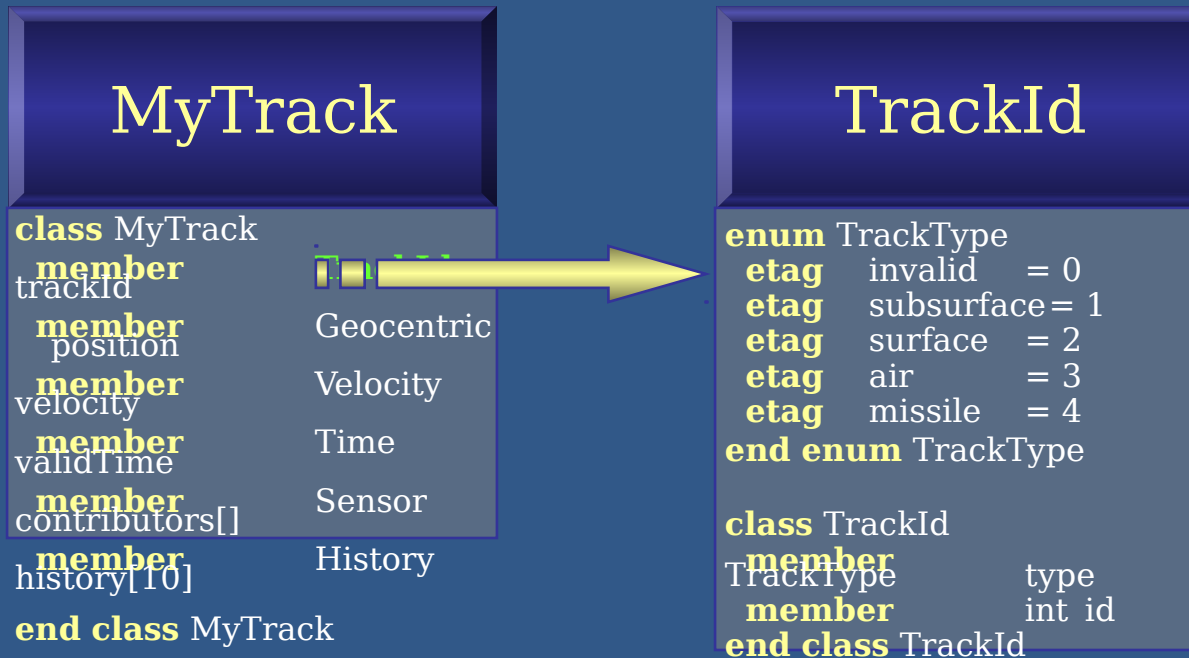 MyTrack
class MyTrack
member TrackId
trackId
member Geocentric
position
member Velocity
velocity
member Time
validTime
member Sensor
contributors[]
member History
history[10]
end class MyTrack
TrackId
enum TrackType
etag invalid = 0
etag subsurface = 1
etag surface = 2
etag air = 3
etag missile = 4
end enum TrackType
class TrackId
member
TrackType type
member int id
end class TrackId